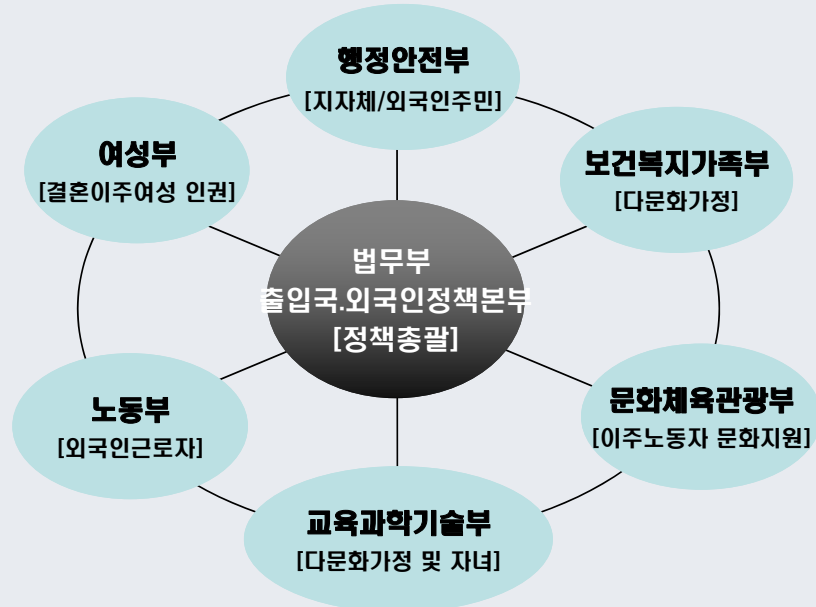 행정안전부
[지자체/외국인주민]
여성부
[결혼이주여성 인권]
보건복지가족부
[다문화가정]
법무부
출입국.외국인정책본부
[정책총괄]
노동부
[외국인근로자]
문화체육관광부
[이주노동자 문화지원]
교육과학기술부
[다문화가정 및 자녀]